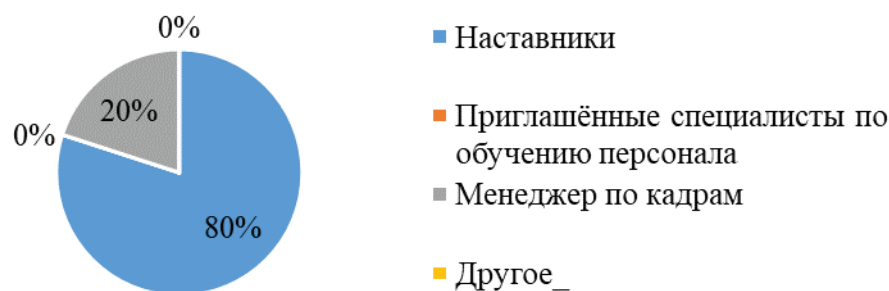 0%
0%
20%
80%
Наставники
Приглашённые специалисты по
обучению персонала
Менеджер по кадрам
Другое_